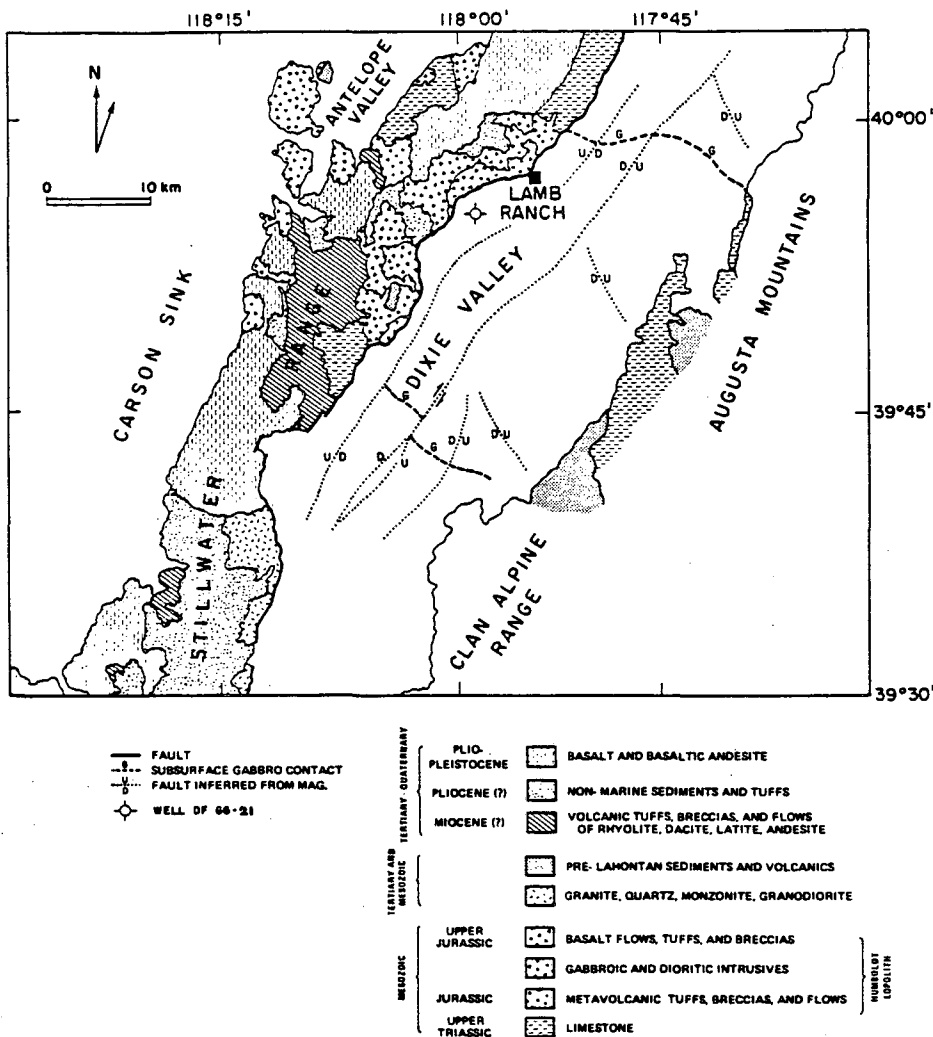 118°15' 118°00' 117°45'
N
ANTELOPE
VALLEY
40°00'
0 10 km
LAMB
RANCH
G
U D
D U
G
D U
D U
CARSON SINK
STILLWATER RANGE
DIXIE VALLEY
AUGUSTA MOUNTAINS
39°45'
G
G
D U
D U
U D
D U
CLAN ALPINE
RANGE
39°30'
FAULT
G SUBSURFACE GABBRO CONTACT
U D FAULT INFERRED FROM MAG.
WELL DF 66-21
TERTIARY QUATERNARY
PLIO-
PLEISTOCENE BASALT AND BASALTIC ANDESITE
PLIOCENE (?) NON-MARINE SEDIMENTS AND TUFFS
MIOCENE (?) VOLCANIC TUFFS, BRECCIAS, AND FLOWS
OF RHYOLITE, DACITE, LATITE, ANDESITE
TERTIARY AND
MESOZOIC
PRE-LAHONTAN SEDIMENTS AND VOLCANICS
GRANITE, QUARTZ, MONZONITE, GRANODIORITE
MESOZOIC
UPPER
JURASSIC BASALT FLOWS, TUFFS, AND BRECCIAS
GABBROIC AND DIORITIC INTRUSIVES
JURASSIC METAVOLCANIC TUFFS, BRECCIAS, AND FLOWS
HUMBOLDT
LOPOLITH
UPPER
TRIASSIC LIMESTONE